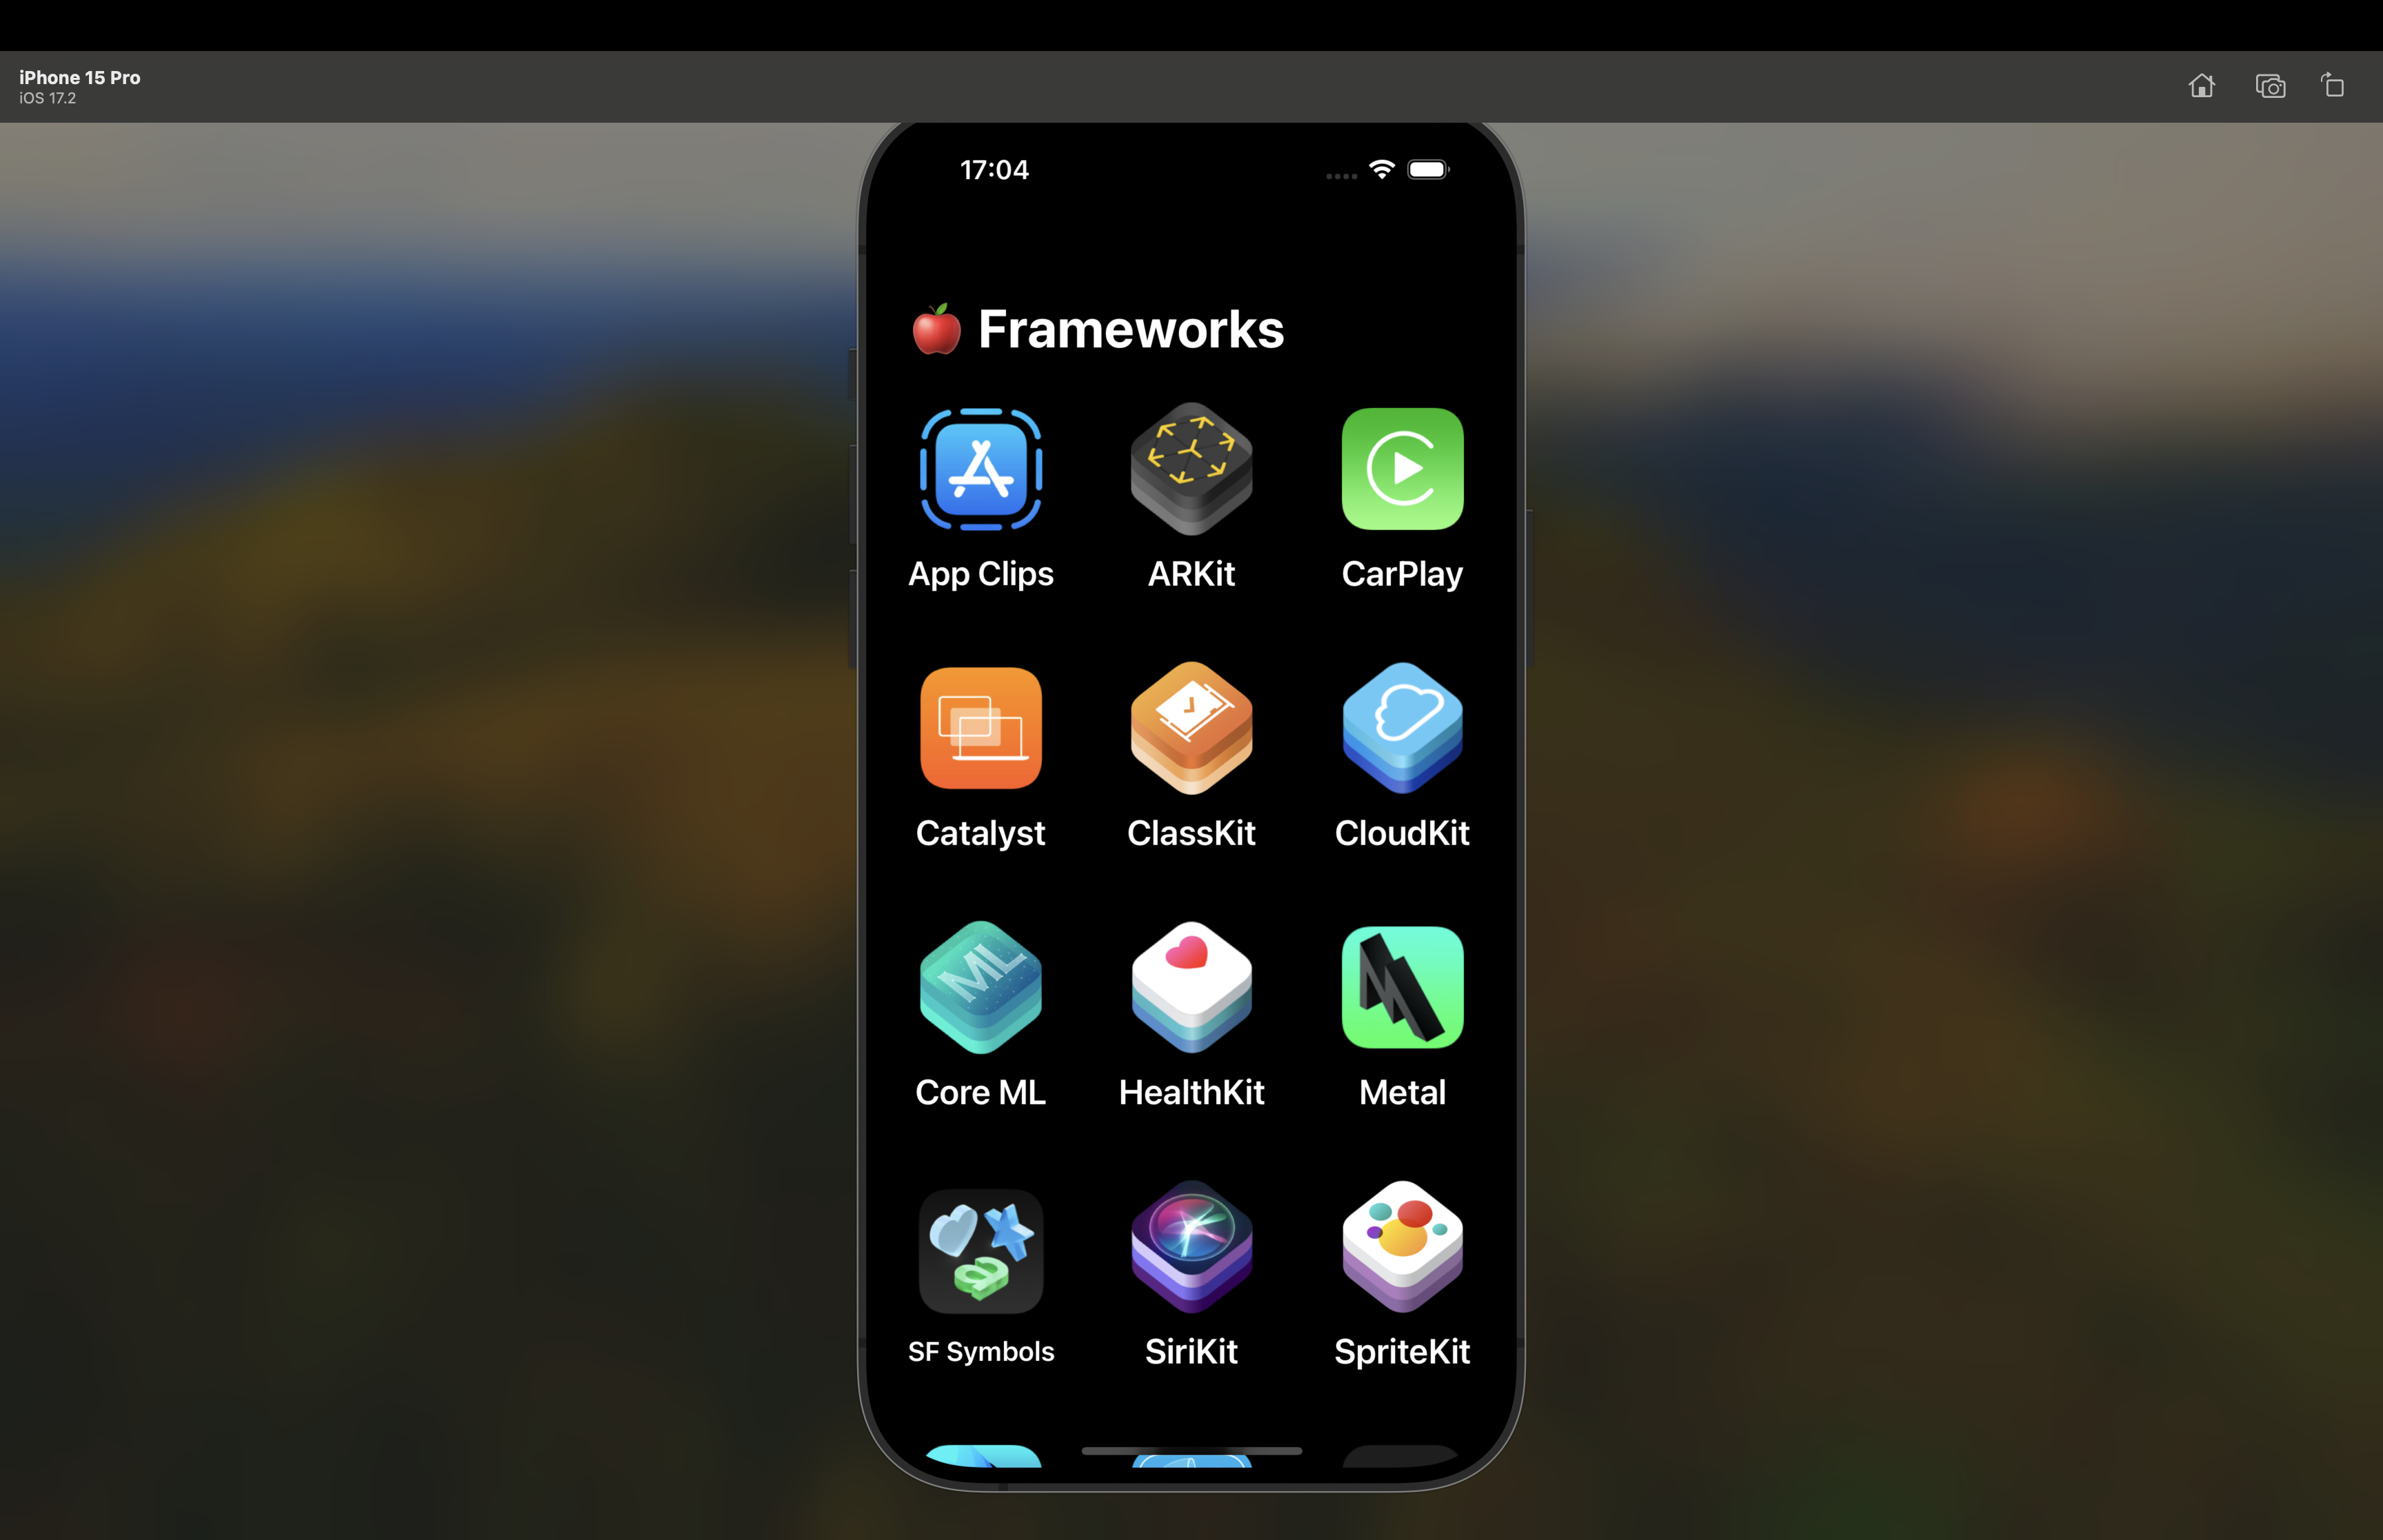 iPhone 15 Pro
iOS 17.2
17:04
🍎 Frameworks
App Clips
ARKit
CarPlay
Catalyst
ClassKit
CloudKit
ML
Core ML
HealthKit
Metal
a
SF Symbols
SiriKit
SpriteKit